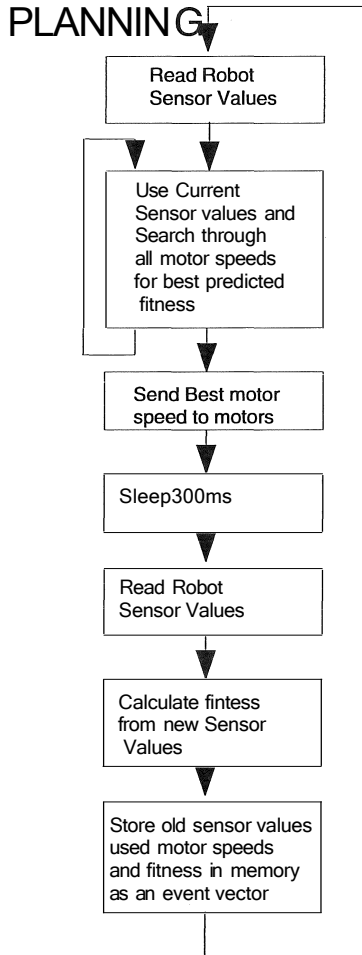 PLANNING
Read Robot
Sensor Values
Use Current
Sensor values and
Search through
all motor speeds
for best predicted
fitness
Send Best motor
speed to motors
Sleep300ms
Read Robot
Sensor Values
Calculate fintess
from new Sensor
Values
Store old sensor values
used motor speeds
and fitness in memory
as an event vector